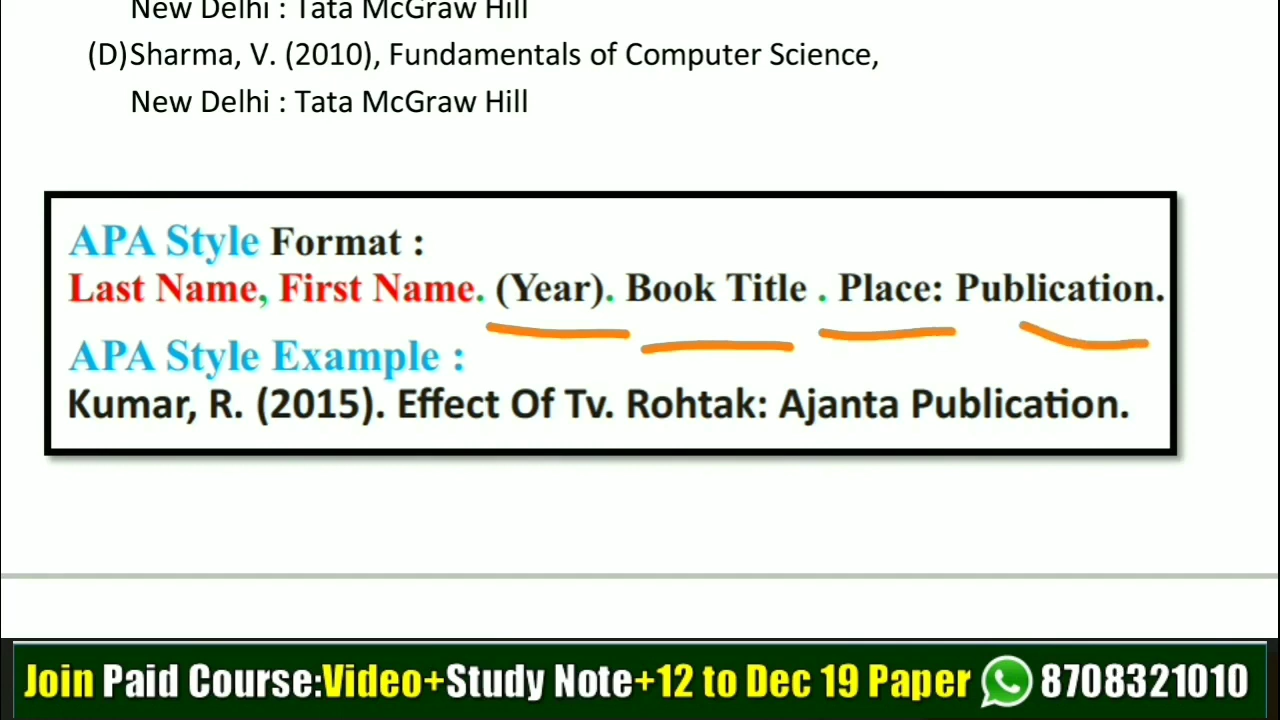 New Delhi : Tata McGraw Hill
(D)Sharma, V. (2010), Fundamentals of Computer Science,
New Delhi : Tata McGraw Hill
APA Style Format :
Last Name, First Name. (Year). Book Title . Place: Publication.
APA Style Example :
Kumar, R. (2015). Effect Of Tv. Rohtak: Ajanta Publication.
Join Paid Course:Video+Study Note+12 to Dec 19 Paper 8708321010